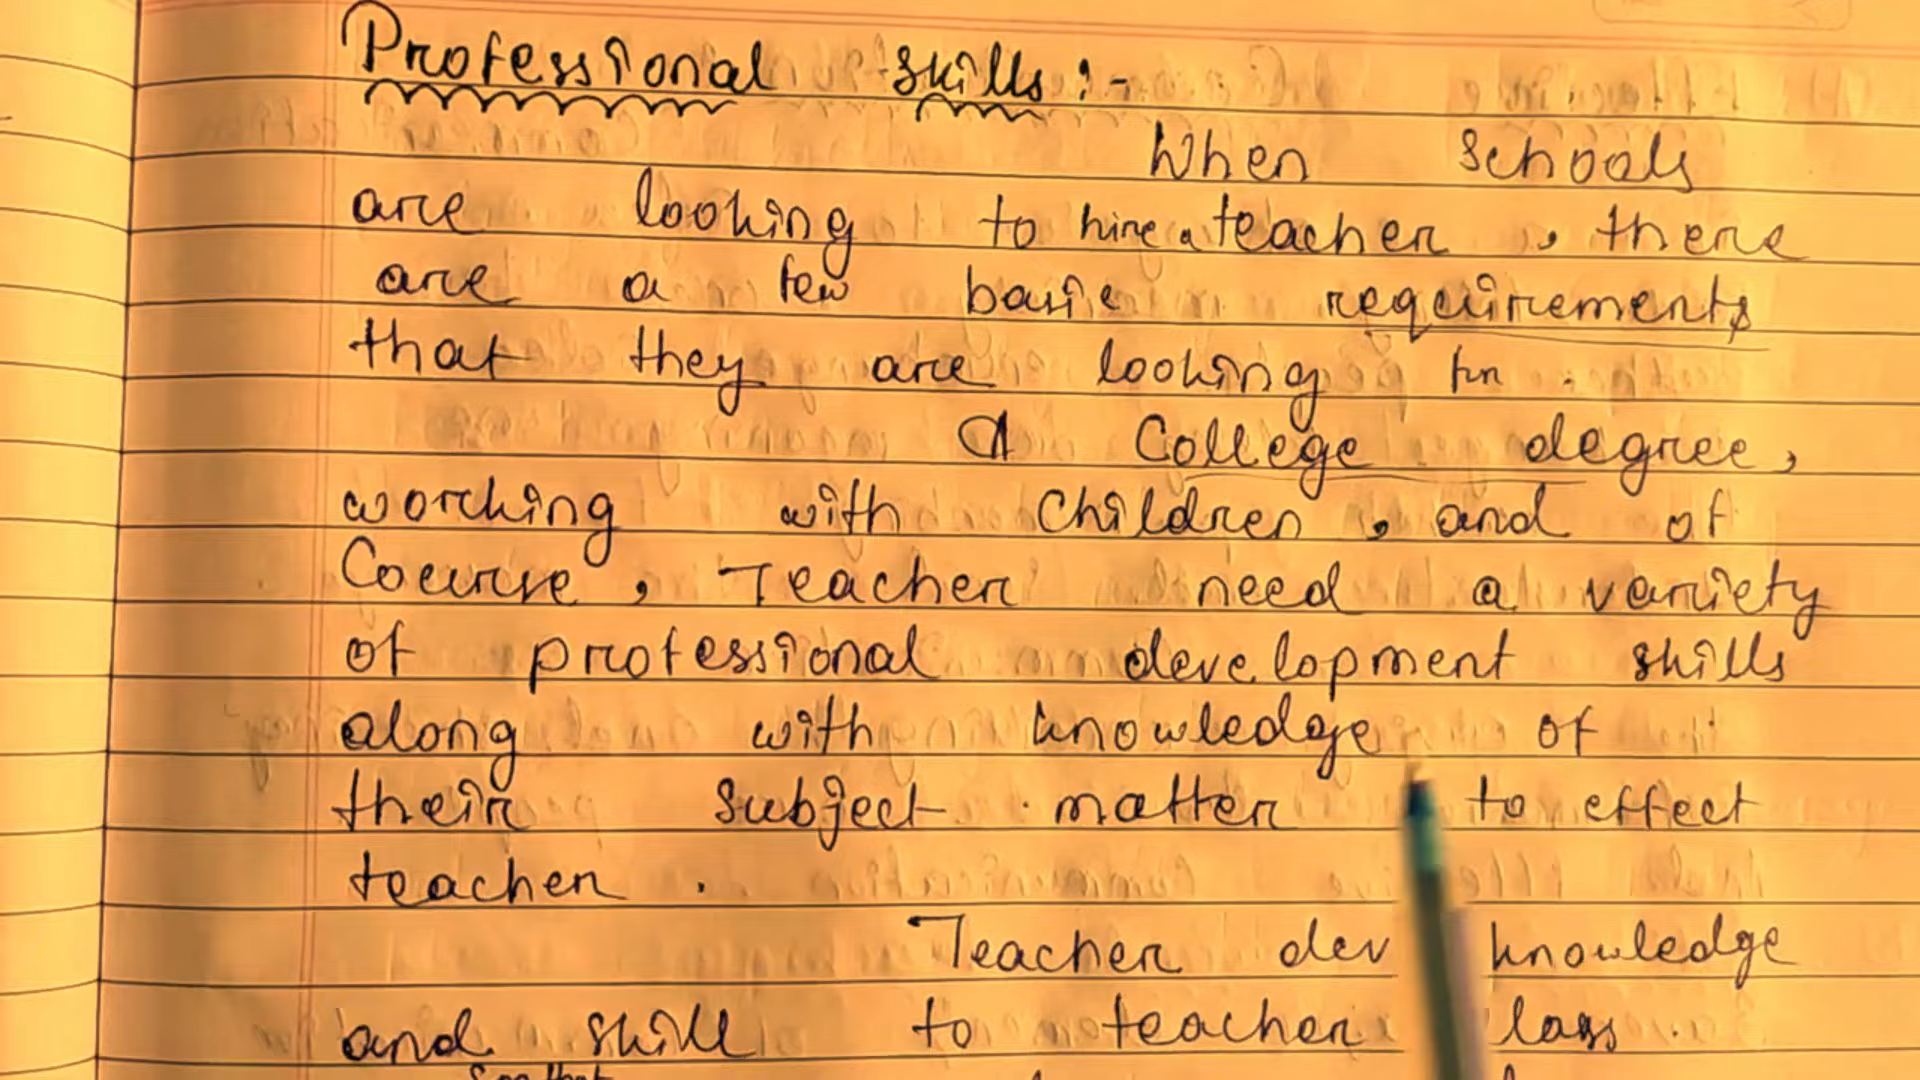 Professional Skills :-
When schools
are looking to hire a teacher , there
are a few basic requirements
that they are looking for .
A College degree,
working with Children , and of
Course , Teacher need a variety
of professional development skills
along with knowledge of
their subject matter to effect
teacher .
Teacher dev knowledge
and skill to teacher